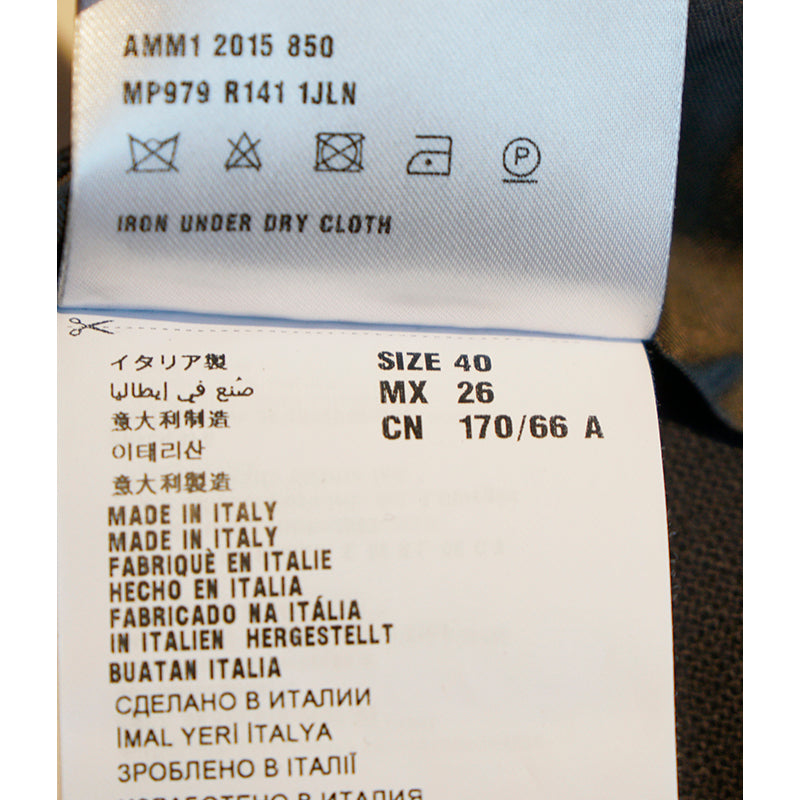 AMM1 2015 850
MP979 R141 1JLN
P
IRON UNDER DRY CLOTH
イタリア製
صنع في إيطاليا
意大利制造
이태리산
意大利製造
MADE IN ITALY
MADE IN ITALY
FABRIQUÈ EN ITALIE
HECHO EN ITALIA
FABRICADO NA ITÁLIA
IN ITALIEN HERGESTELLT
BUATAN ITALIA
СДЕЛАНО В ИТАЛИИ
İMAL YERİ İTALYA
ЗРОБЛЕНО В ІТАЛІЇ
ИЗРАБОТЕНО В ИТАЛИЯ
SIZE 40
MX 26
CN 170/66 A